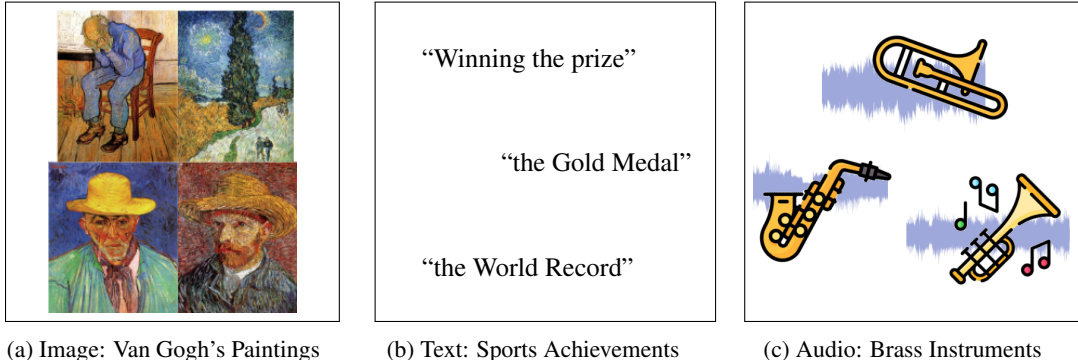 “Winning the prize”
“the Gold Medal”
“the World Record”
(a) Image: Van Gogh’s Paintings
(b) Text: Sports Achievements
(c) Audio: Brass Instruments